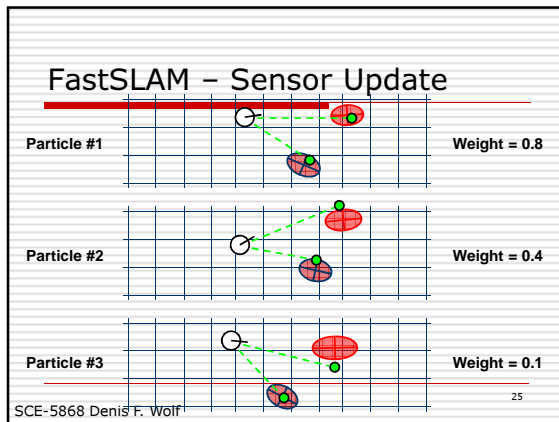 FastSLAM – Sensor Update
Particle #1
Weight = 0.8
Particle #2
Weight = 0.4
Particle #3
Weight = 0.1
25
SCE-5868 Denis F. Wolf